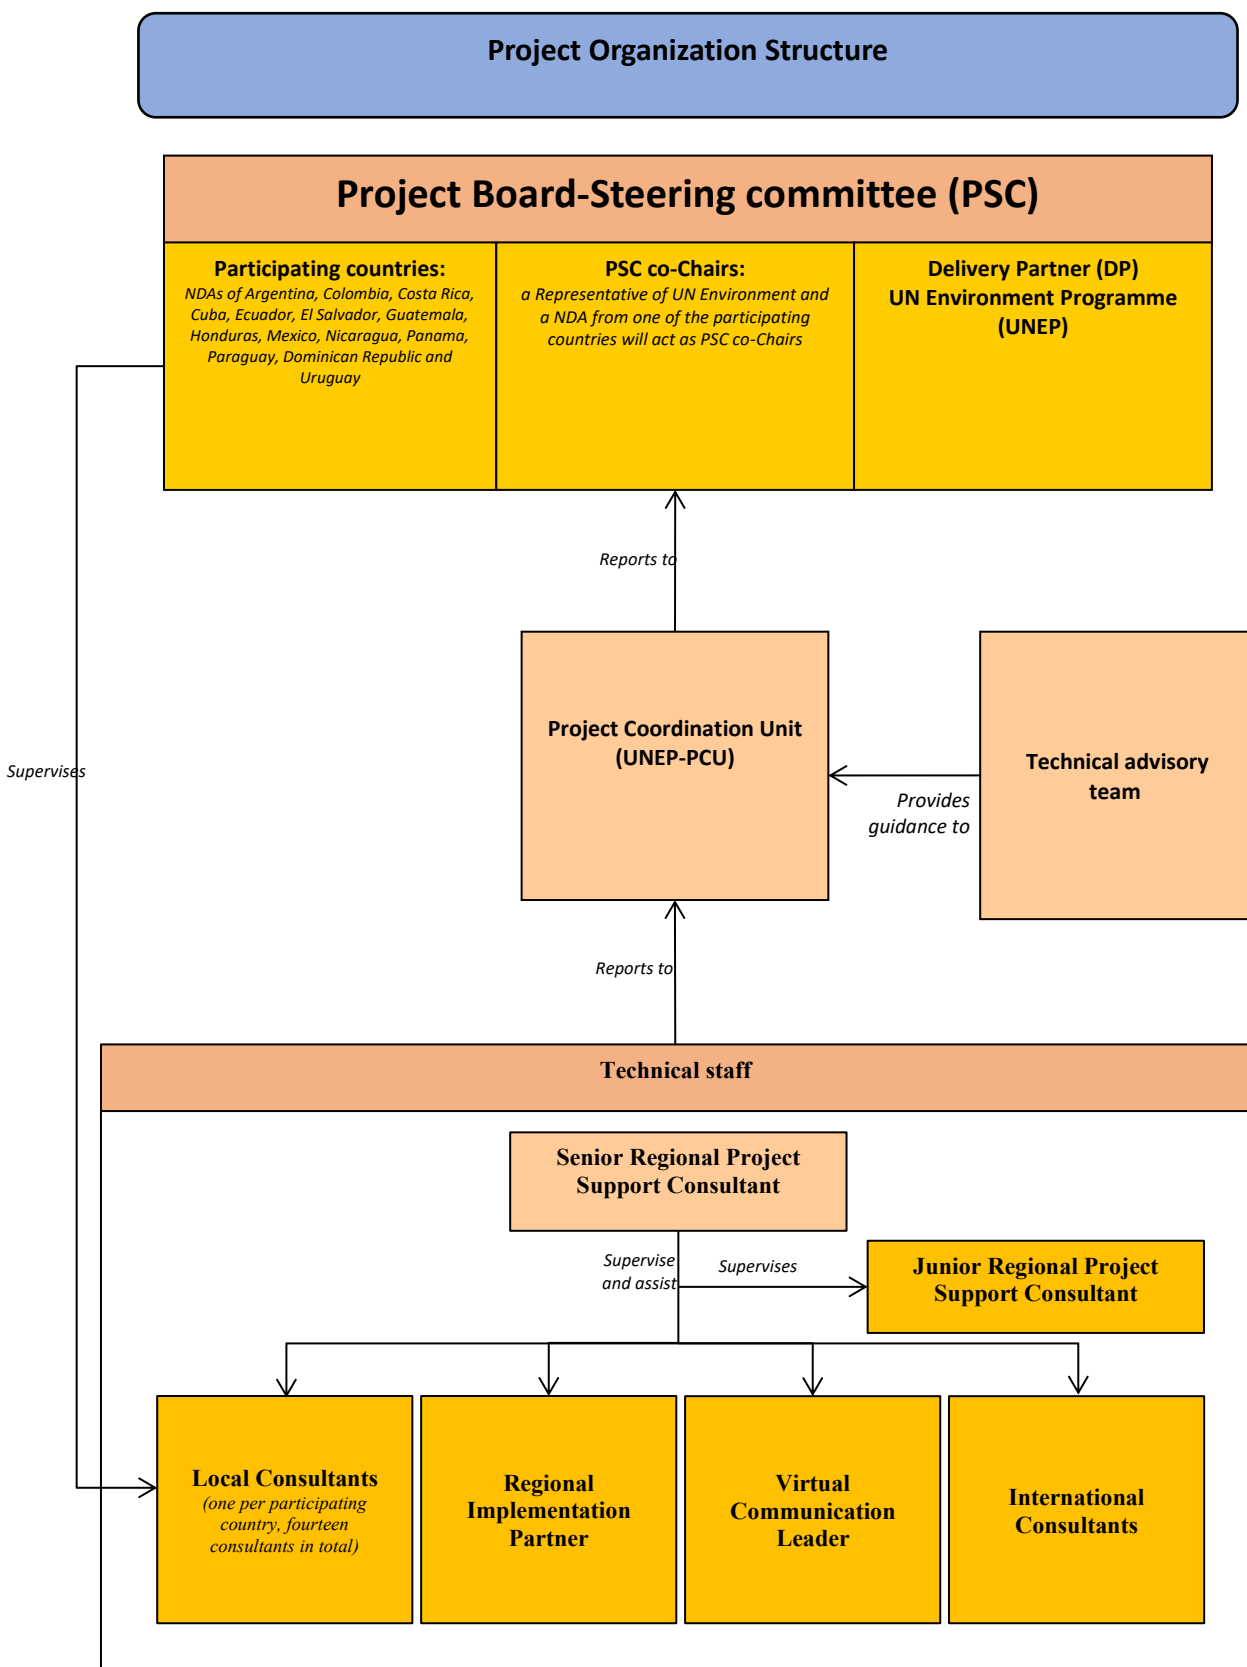 Project Organization Structure
Project Board-Steering committee (PSC)
Participating countries:
NDAs of Argentina, Colombia, Costa Rica,
Cuba, Ecuador, El Salvador, Guatemala,
Honduras, Mexico, Nicaragua, Panama,
Paraguay, Dominican Republic and
Uruguay
PSC co-Chairs:
a Representative of UN Environment and
a NDA from one of the participating
countries will act as PSC co-Chairs
Delivery Partner (DP)
UN Environment Programme
(UNEP)
Reports to
Project Coordination Unit
(UNEP-PCU)
Technical advisory
team
Supervises
Provides
guidance to
Reports to
Technical staff
Senior Regional Project
Support Consultant
Supervise
and assist
Supervises
Junior Regional Project
Support Consultant
Local Consultants
(one per participating
country, fourteen
consultants in total)
Regional
Implementation
Partner
Virtual
Communication
Leader
International
Consultants